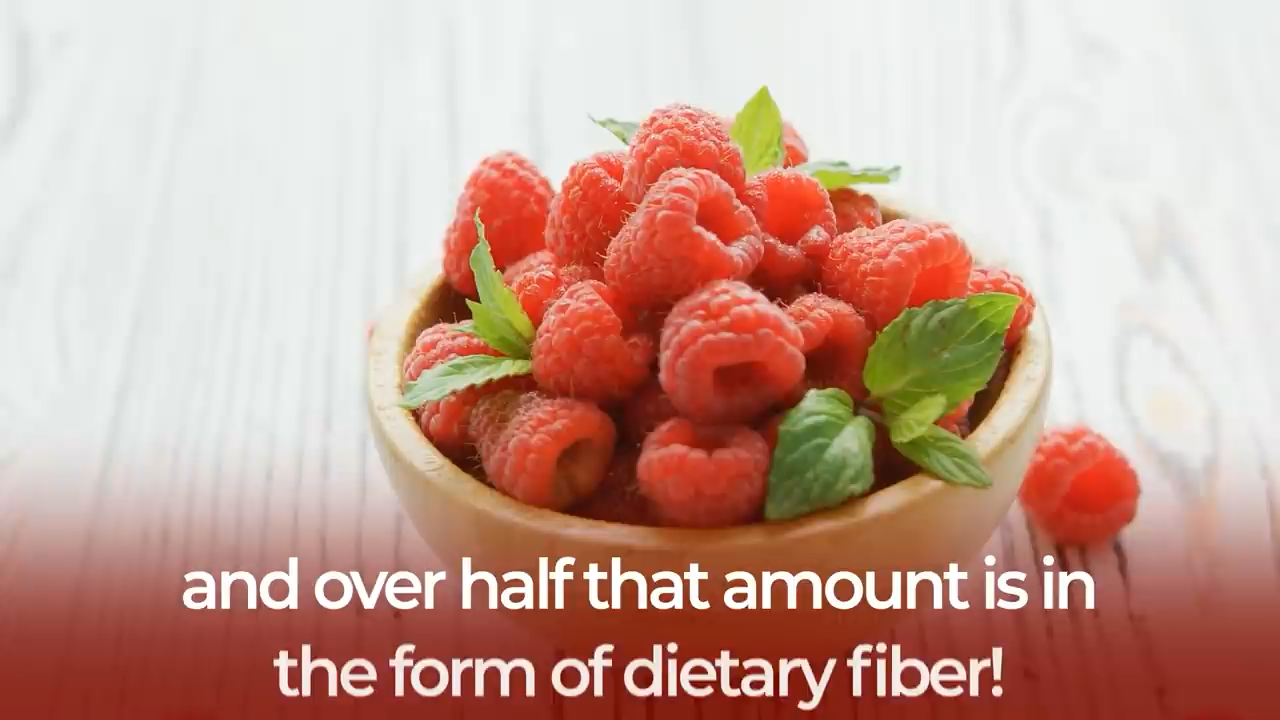 and over half that amount is in
the form of dietary fiber!